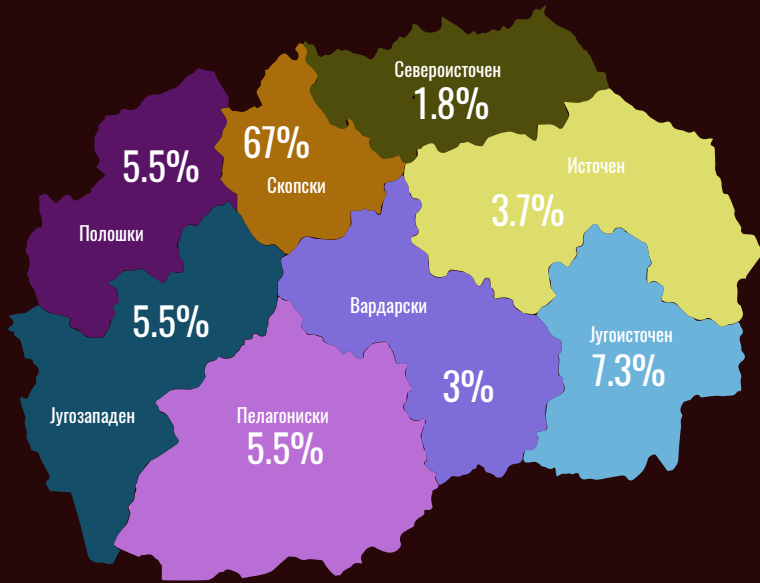 Североисточен
1.8%
67%
Скопски
5.5%
Полошки
Источен
3.7%
5.5%
Југозападен
Вардарски
3%
Југоисточен
7.3%
Пелагониски
5.5%